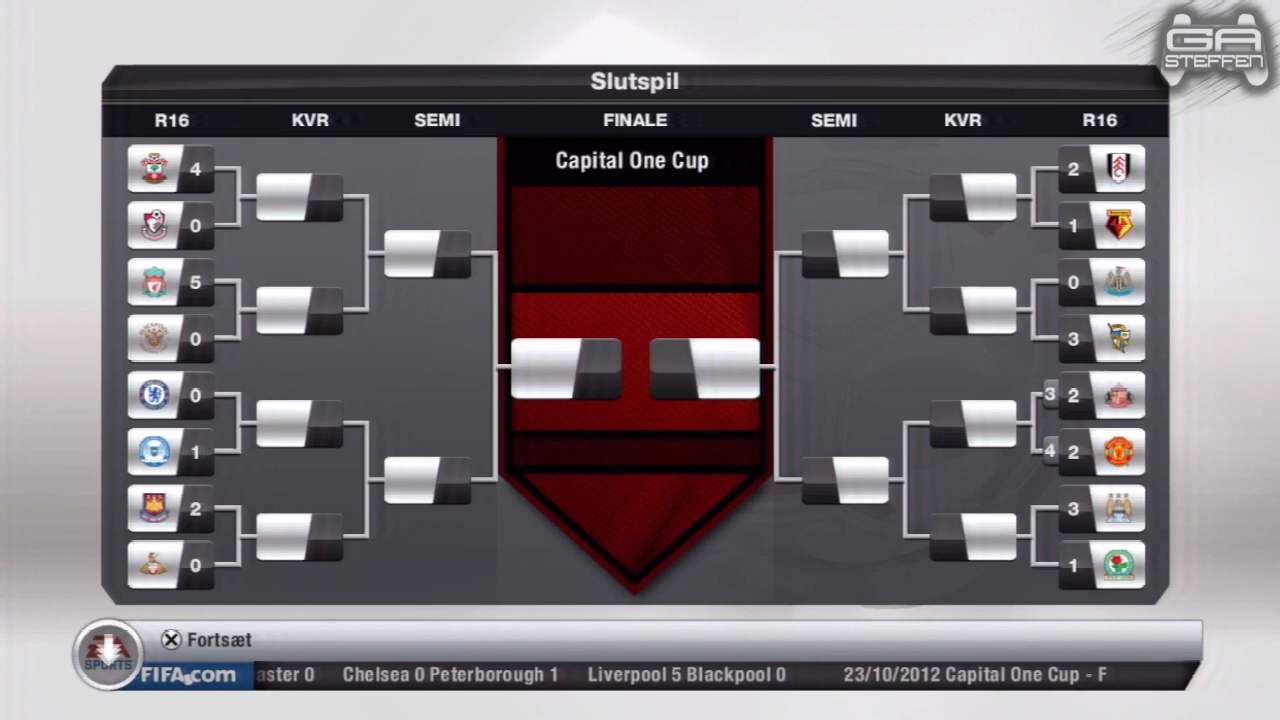 GA
STEFFEN
Slutspil
R16 KVR SEMI FINALE SEMI KVR R16
Capital One Cup
4 2
0 1
5 0
0 3
0 3 2
1 4 2
2 3
0 1
Fortsæt
EA
SPORTS
FIFA.com aster 0 Chelsea 0 Peterborough 1 Liverpool 5 Blackpool 0 23/10/2012 Capital One Cup - F